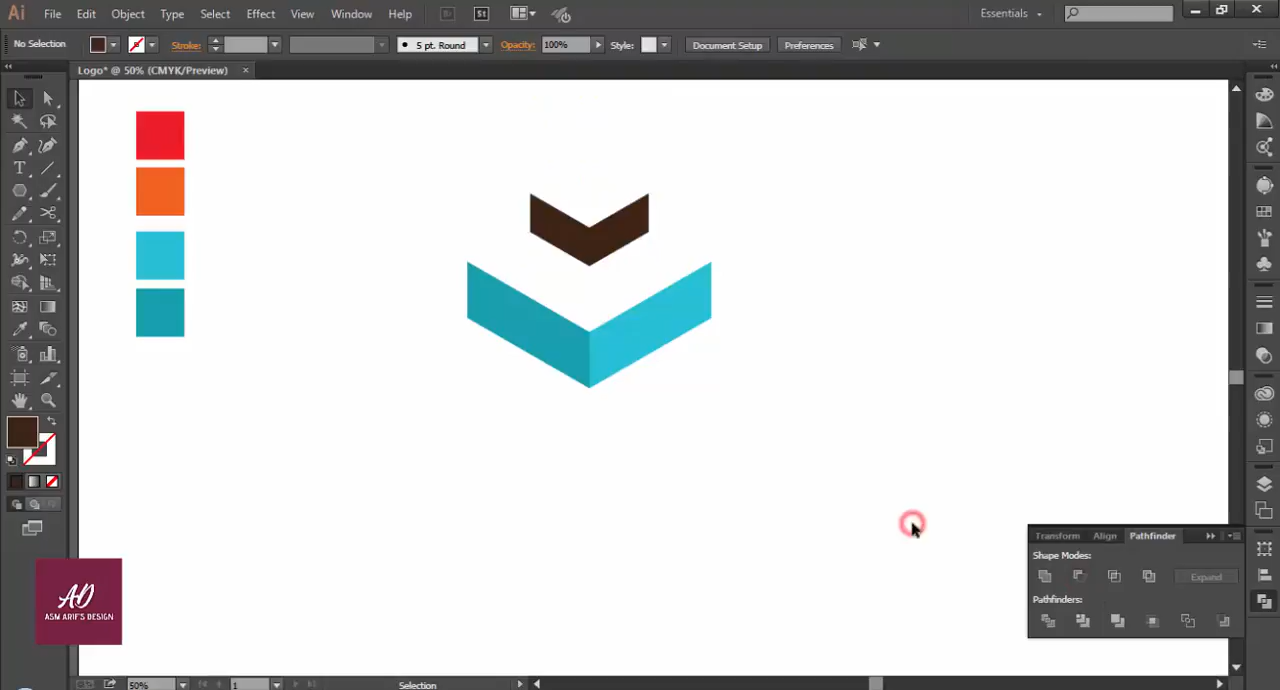 Ai File Edit Object Type Select Effect View Window Help Br St Essentials
No Selection Stroke: 5 pt. Round Opacity: 100% Style: Document Setup Preferences
Logo* @ 50% (CMYK/Preview) ×
Transform Align Pathfinder
Shape Modes:
Expand
Pathfinders:
AD
ASM ARIF'S DESIGN
50% 1 Selection